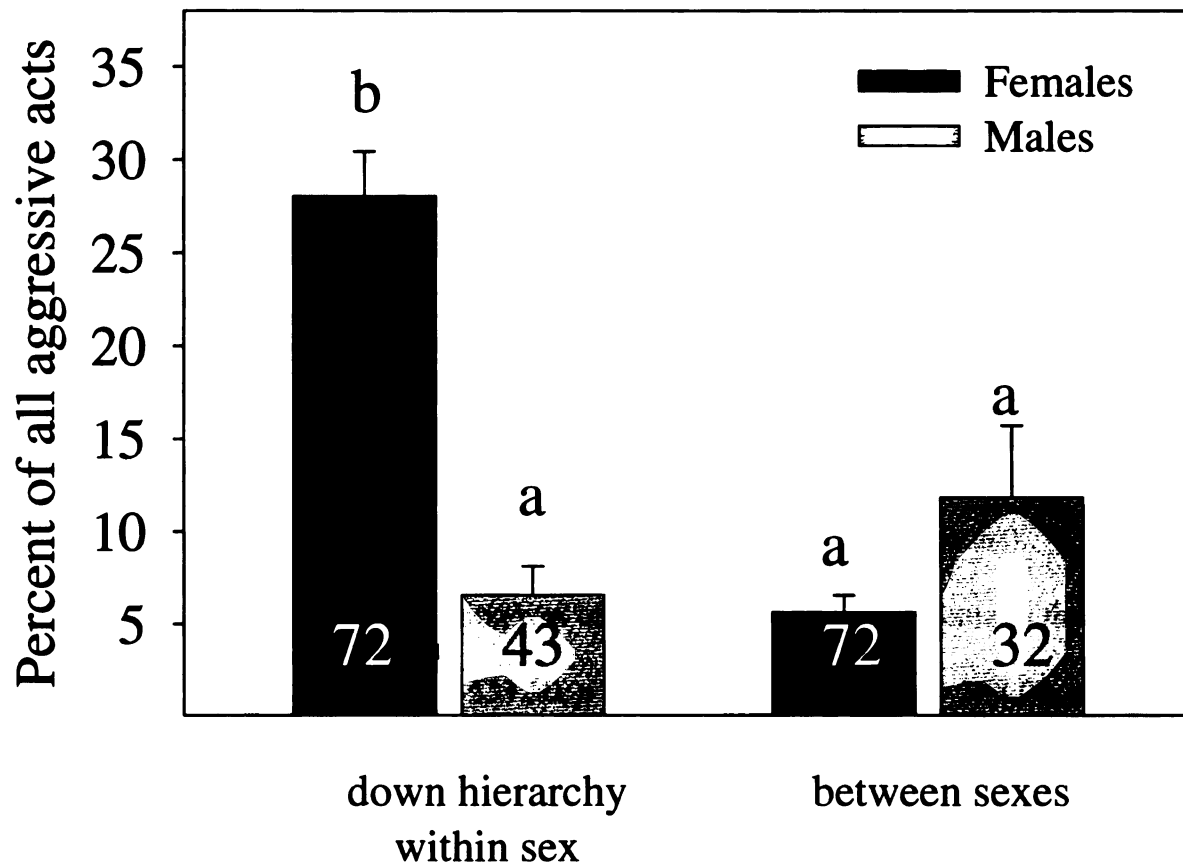 Percent of all aggressive acts
35
30
25
20
15
10
5
b
a
a
a
72
43
72
32
Females
Males
down hierarchy
within sex
between sexes